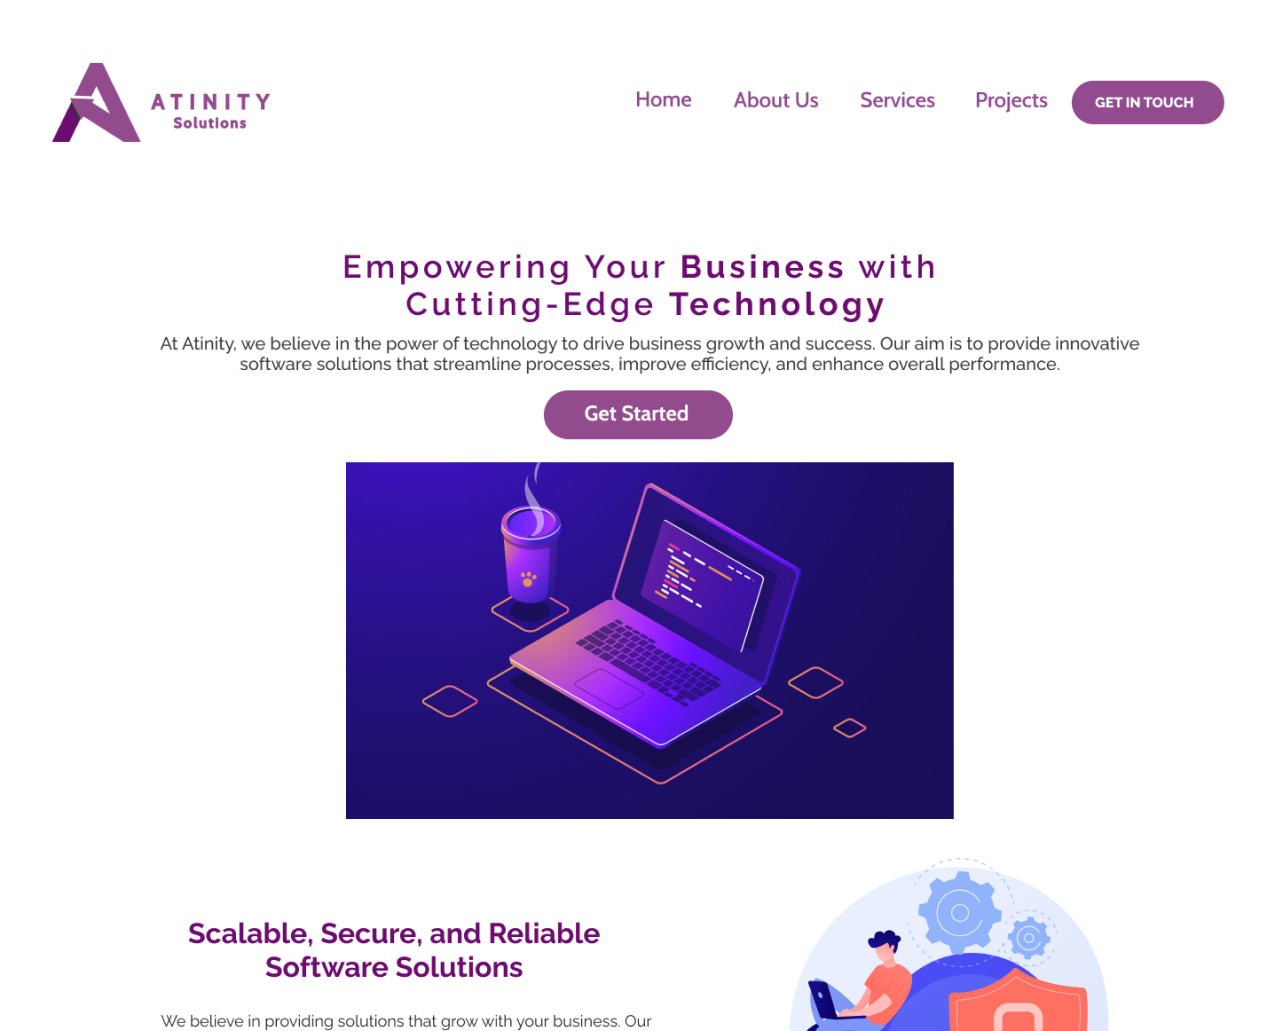 ATINITY
Solutions
Home
About Us
Services
Projects
GET IN TOUCH
Empowering Your Business with
Cutting-Edge Technology
At Atinity, we believe in the power of technology to drive business growth and success. Our aim is to provide innovative
software solutions that streamline processes, improve efficiency, and enhance overall performance.
Get Started
Scalable, Secure, and Reliable
Software Solutions
We believe in providing solutions that grow with your business. Our